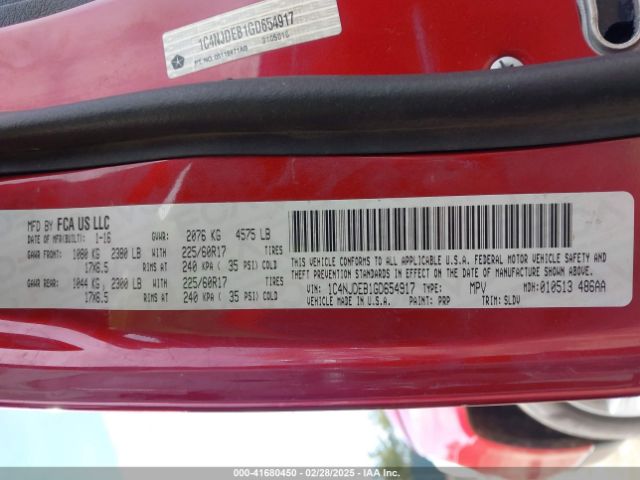 1C4NJDEB1GD654917
MFD BY FCA US LLC
DATE OF MFR(BUILT): 1-16
GVWR: 2076 KG 4575 LB
GAWR FRONT: 1080 KG 2380 LB WITH 225/60R17 TIRES
17X6.5 RIMS AT 240 KPA ( 35 PSI) COLD
GAWR REAR: 1044 KG, 2300 LB WITH 225/60R17 TIRES
17X6.5 RIMS AT 240 KPA ( 35 PSI) COLD
THIS VEHICLE CONFORMS TO ALL APPLICABLE U.S.A. FEDERAL MOTOR VEHICLE SAFETY AND
THEFT PREVENTION STANDARDS IN EFFECT ON THE DATE OF MANUFACTURE SHOWN ABOVE.
VIN: 1C4NJDEB1GD654917 TYPE: MPV MDH: 010513 486AA
VEHICLE MADE IN U.S.A. PAINT: PRP TRIM: SLDV
000-41680450 - 02/28/2025 - IAAI.com